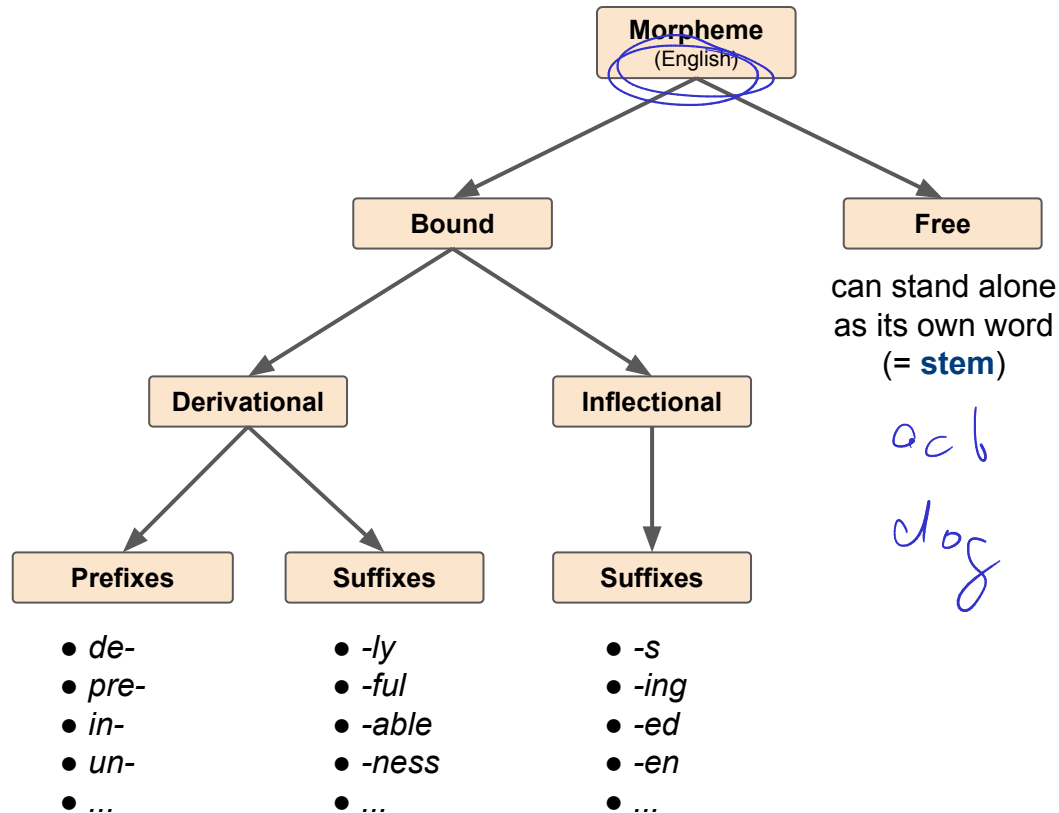 Morpheme
(English)
Bound
Free
can stand alone
as its own word
(= stem)
Derivational
Inflectional
dog
Prefixes
Suffixes
Suffixes
● de-
● pre-
● in-
● un-
● ...
● -ly
● -ful
● -able
● -ness
● ...
● -s
● -ing
● -ed
● -en
● ...